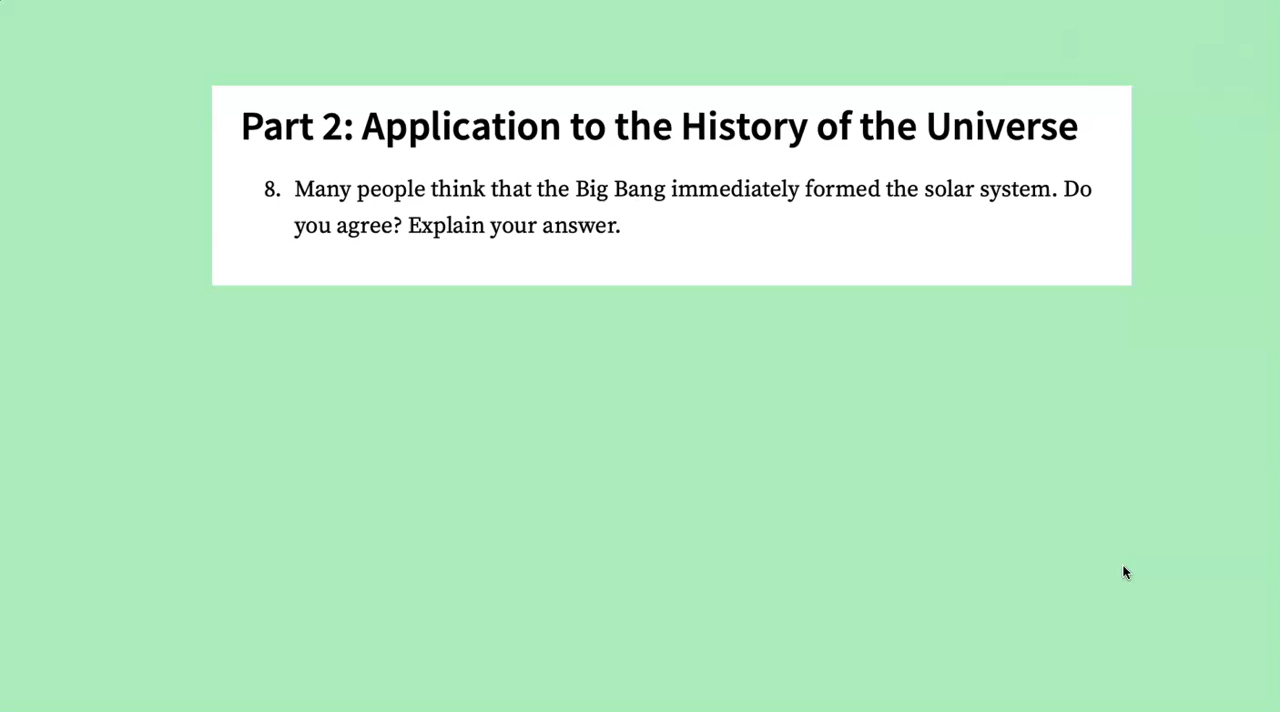 Part 2: Application to the History of the Universe
8. Many people think that the Big Bang immediately formed the solar system. Do
you agree? Explain your answer.